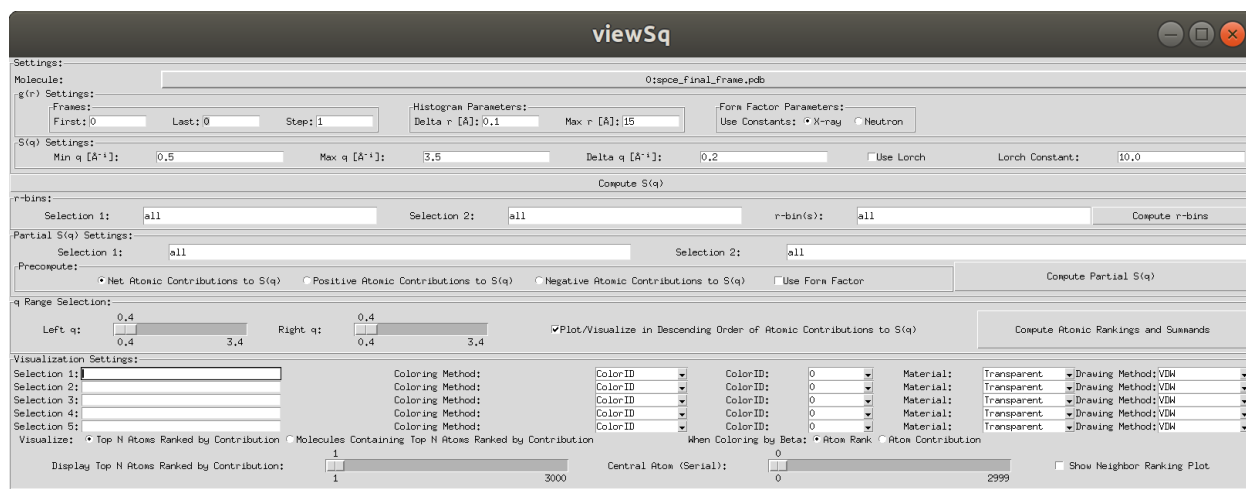 viewSq
Settings:
Molecule: 0:spce_final_frame.pdb
g(r) Settings:
Frames: Histogram Parameters: Form Factor Parameters:
First: 0 Last: 0 Step: 1 Delta r [Å]: 0.1 Max r [Å]: 15 Use Constants: X-ray Neutron
S(q) Settings:
Min q [Å⁻¹]: 0.5 Max q [Å⁻¹]: 3.5 Delta q [Å⁻¹]: 0.2 Use Lorch Lorch Constant: 10.0
Compute S(q)
r-bins:
Selection 1: all Selection 2: all r-bin(s): all Compute r-bins
Partial S(q) Settings:
Selection 1: all Selection 2: all
Precompute:
Net Atomic Contributions to S(q) Positive Atomic Contributions to S(q) Negative Atomic Contributions to S(q) Use Form Factor Compute Partial S(q)
q Range Selection:
0.4 0.4
Left q: Right q: Plot/Visualize in Descending Order of Atomic Contributions to S(q) Compute Atomic Rankings and Summands
0.4 3.4 0.4 3.4
Visualization Settings:
Selection 1: Coloring Method: ColorID ColorID: 0 Material: Transparent Drawing Method: VDW
Selection 2: Coloring Method: ColorID ColorID: 0 Material: Transparent Drawing Method: VDW
Selection 3: Coloring Method: ColorID ColorID: 0 Material: Transparent Drawing Method: VDW
Selection 4: Coloring Method: ColorID ColorID: 0 Material: Transparent Drawing Method: VDW
Selection 5: Coloring Method: ColorID ColorID: 0 Material: Transparent Drawing Method: VDW
Visualize: Top N Atoms Ranked by Contribution Molecules Containing Top N Atoms Ranked by Contribution When Coloring by Beta: Atom Rank Atom Contribution
1 0
Display Top N Atoms Ranked by Contribution: Central Atom (Serial): Show Neighbor Ranking Plot
1 3000 0 2999